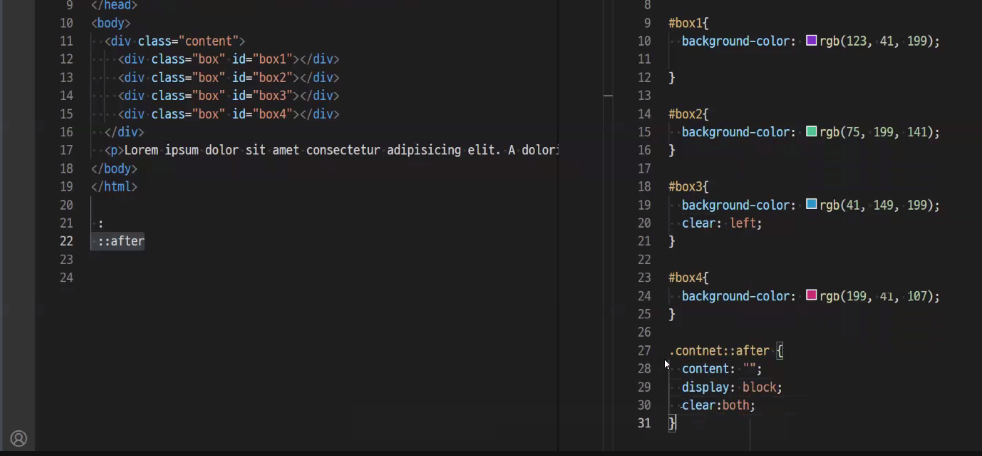 9 </head>
10 <body>
11 <div class="content">
12 <div class="box" id="box1"></div>
13 <div class="box" id="box2"></div>
14 <div class="box" id="box3"></div>
15 <div class="box" id="box4"></div>
16 </div>
17 <p>Lorem ipsum dolor sit amet consectetur adipisicing elit. A dolori
18 </body>
19 </html>
20
21 :
22 ::after
23
24
8
9 #box1{
10 background-color: rgb(123, 41, 199);
11
12 }
13
14 #box2{
15 background-color: rgb(75, 199, 141);
16 }
17
18 #box3{
19 background-color: rgb(41, 149, 199);
20 clear: left;
21 }
22
23 #box4{
24 background-color: rgb(199, 41, 107);
25 }
26
27 .contnet::after {
28 content: "";
29 display: block;
30 clear:both;
31 }